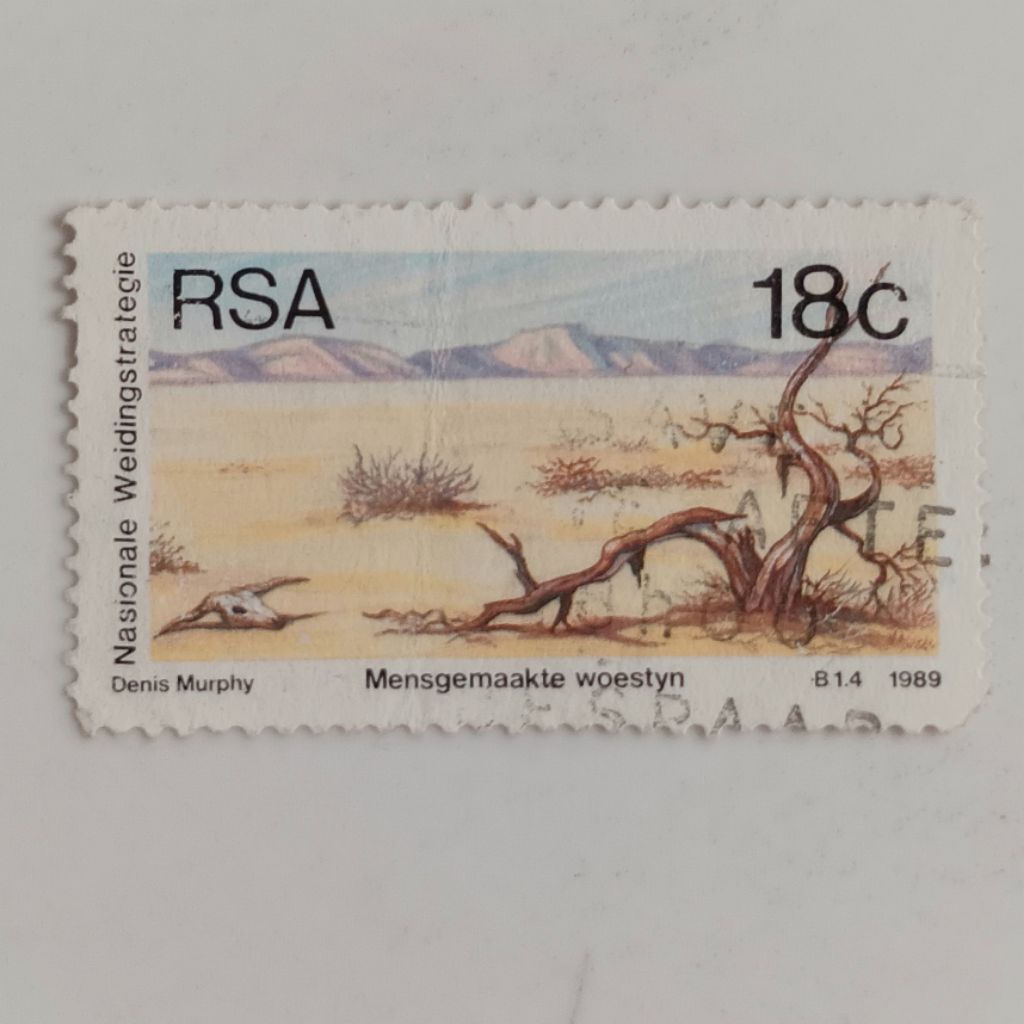 RSA
18c
Nasionale Weidingstrategie
Denis Murphy
Mensgemaakte woestyn
B1.4 1989